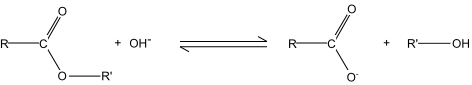 O O
R C + OH⁻ R C + R' OH
O R' O⁻